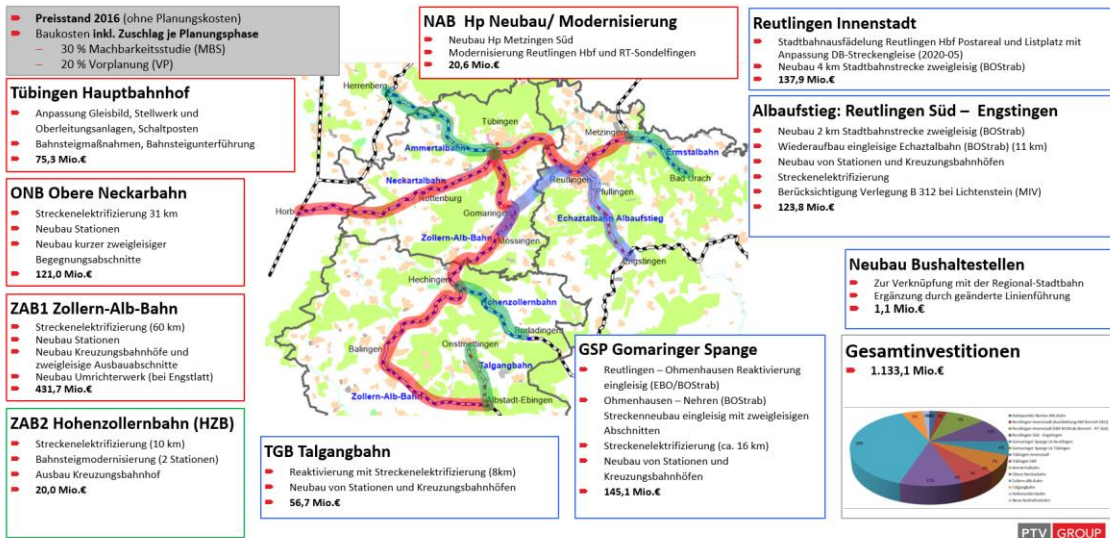 Preisstand 2016 (ohne Planungskosten)
Baukosten inkl. Zuschlag je Planungsphase
– 30 % Machbarkeitsstudie (MBS)
– 20 % Vorplanung (VP)
Tübingen Hauptbahnhof
Anpassung Gleisbild, Stellwerk und
Oberleitungsanlagen, Schaltposten
Bahnsteigmaßnahmen, Bahnsteigunterführung
75,3 Mio.€
ONB Obere Neckarbahn
Streckenelektrifizierung 31 km
Neubau Stationen
Neubau kurzer zweigleisiger
Begegnungsabschnitte
121,0 Mio.€
ZAB1 Zollern-Alb-Bahn
Streckenelektrifizierung (60 km)
Neubau Stationen
Neubau Kreuzungsbahnhöfe und
zweigleisige Ausbauabschnitte
Neubau Umrichterwerk (bei Engstlatt)
431,7 Mio.€
ZAB2 Hohenzollernbahn (HZB)
Streckenelektrifizierung (10 km)
Bahnsteigmodernisierung (2 Stationen)
Ausbau Kreuzungsbahnhof
20,0 Mio.€
NAB Hp Neubau/ Modernisierung
Neubau Hp Metzingen Süd
Modernisierung Reutlingen Hbf und RT-Sondelfingen
20,6 Mio.€
Herrenberg
Tübingen
Metzingen
Ammertalbahn
Ermstalbahn
Neckartalbahn
Reutlingen
Bad Urach
Rottenburg
Pfullingen
Horb
Gomaringen
Echaztalbahn Albaufstieg
Zollern-Alb-Bahn
Mössingen
Engstingen
Hechingen
Hohenzollernbahn
Burladingen
Balingen
Onstmettingen
Talgangbahn
Zollern-Alb-Bahn
Albstadt-Ebingen
TGB Talgangbahn
Reaktivierung mit Streckenelektrifizierung (8km)
Neubau von Stationen und Kreuzungsbahnhöfen
56,7 Mio.€
GSP Gomaringer Spange
Reutlingen – Ohmenhausen Reaktivierung
eingleisig (EBO/BOStrab)
Ohmenhausen – Nehren (BOStrab)
Streckenneubau eingleisig mit zweigleisigen
Abschnitten
Streckenelektrifizierung (ca. 16 km)
Neubau von Stationen und
Kreuzungsbahnhöfen
145,1 Mio.€
Reutlingen Innenstadt
Stadtbahnausfädelung Reutlingen Hbf Postareal und Listplatz mit
Anpassung DB-Streckengleise (2020-05)
Neubau 4 km Stadtbahnstrecke zweigleisig (BOStrab)
137,9 Mio.€
Albaufstieg: Reutlingen Süd – Engstingen
Neubau 2 km Stadtbahnstrecke zweigleisig (BOStrab)
Wiederaufbau eingleisige Echaztalbahn (BOStrab) (11 km)
Neubau von Stationen und Kreuzungsbahnhöfen
Streckenelektrifizierung
Berücksichtigung Verlegung B 312 bei Lichtenstein (MIV)
123,8 Mio.€
Neubau Bushaltestellen
Zur Verknüpfung mit der Regional-Stadtbahn
Ergänzung durch geänderte Linienführung
1,1 Mio.€
Gesamtinvestitionen
1.133,1 Mio.€
PTV GROUP